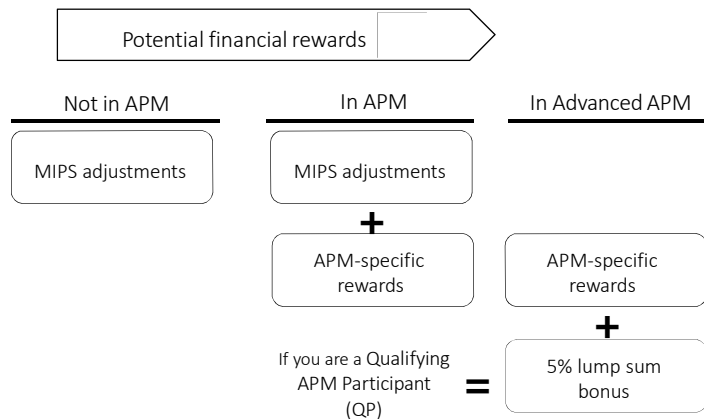 Potential financial rewards
Not in APM
In APM
In Advanced APM
MIPS adjustments
MIPS adjustments
+
+
APM-specific
rewards
APM-specific
rewards
If you are a Qualifying
APM Participant
(QP)
=
5% lump sum
bonus